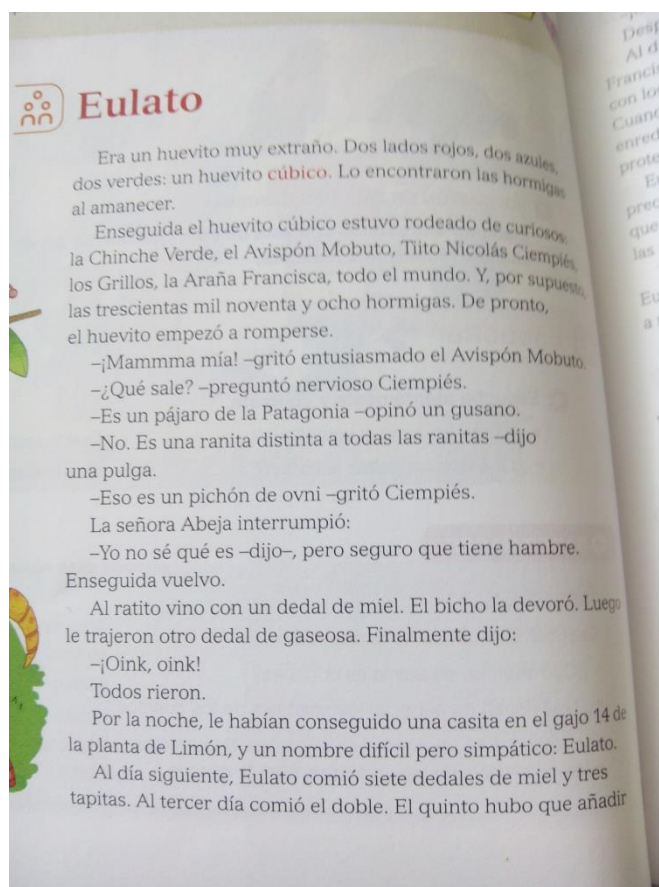 Eulato
Era un huevito muy extraño. Dos lados rojos, dos azules,
dos verdes: un huevito cúbico. Lo encontraron las hormigas
al amanecer.
Enseguida el huevito cúbico estuvo rodeado de curiosos:
la Chinche Verde, el Avispón Mobuto, Tiito Nicolás Ciempiés,
los Grillos, la Araña Francisca, todo el mundo. Y, por supuesto,
las trescientas mil noventa y ocho hormigas. De pronto,
el huevito empezó a romperse.
–¡Mammma mía! –gritó entusiasmado el Avispón Mobuto.
–¿Qué sale? –preguntó nervioso Ciempiés.
–Es un pájaro de la Patagonia –opinó un gusano.
–No. Es una ranita distinta a todas las ranitas –dijo
una pulga.
–Eso es un pichón de ovni –gritó Ciempiés.
La señora Abeja interrumpió:
–Yo no sé qué es –dijo–, pero seguro que tiene hambre.
Enseguida vuelvo.
Al ratito vino con un dedal de miel. El bicho la devoró. Luego
le trajeron otro dedal de gaseosa. Finalmente dijo:
–¡Oink, oink!
Todos rieron.
Por la noche, le habían conseguido una casita en el gajo 14 de
la planta de Limón, y un nombre difícil pero simpático: Eulato.
Al día siguiente, Eulato comió siete dedales de miel y tres
tapitas. Al tercer día comió el doble. El quinto hubo que añadir
Al d
con los
que
las
Eu